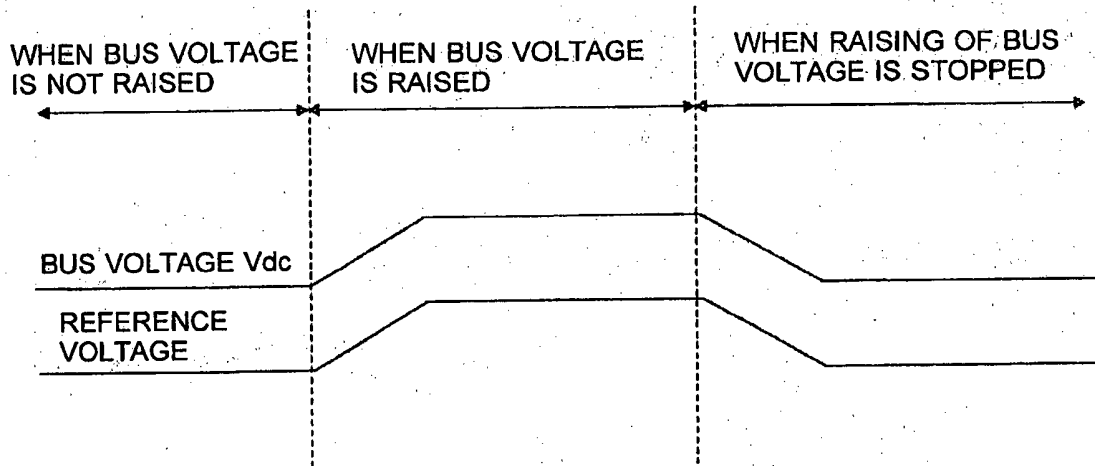 WHEN BUS VOLTAGE
IS NOT RAISED
WHEN BUS VOLTAGE
IS RAISED
WHEN RAISING OF BUS
VOLTAGE IS STOPPED
BUS VOLTAGE Vdc
REFERENCE
VOLTAGE